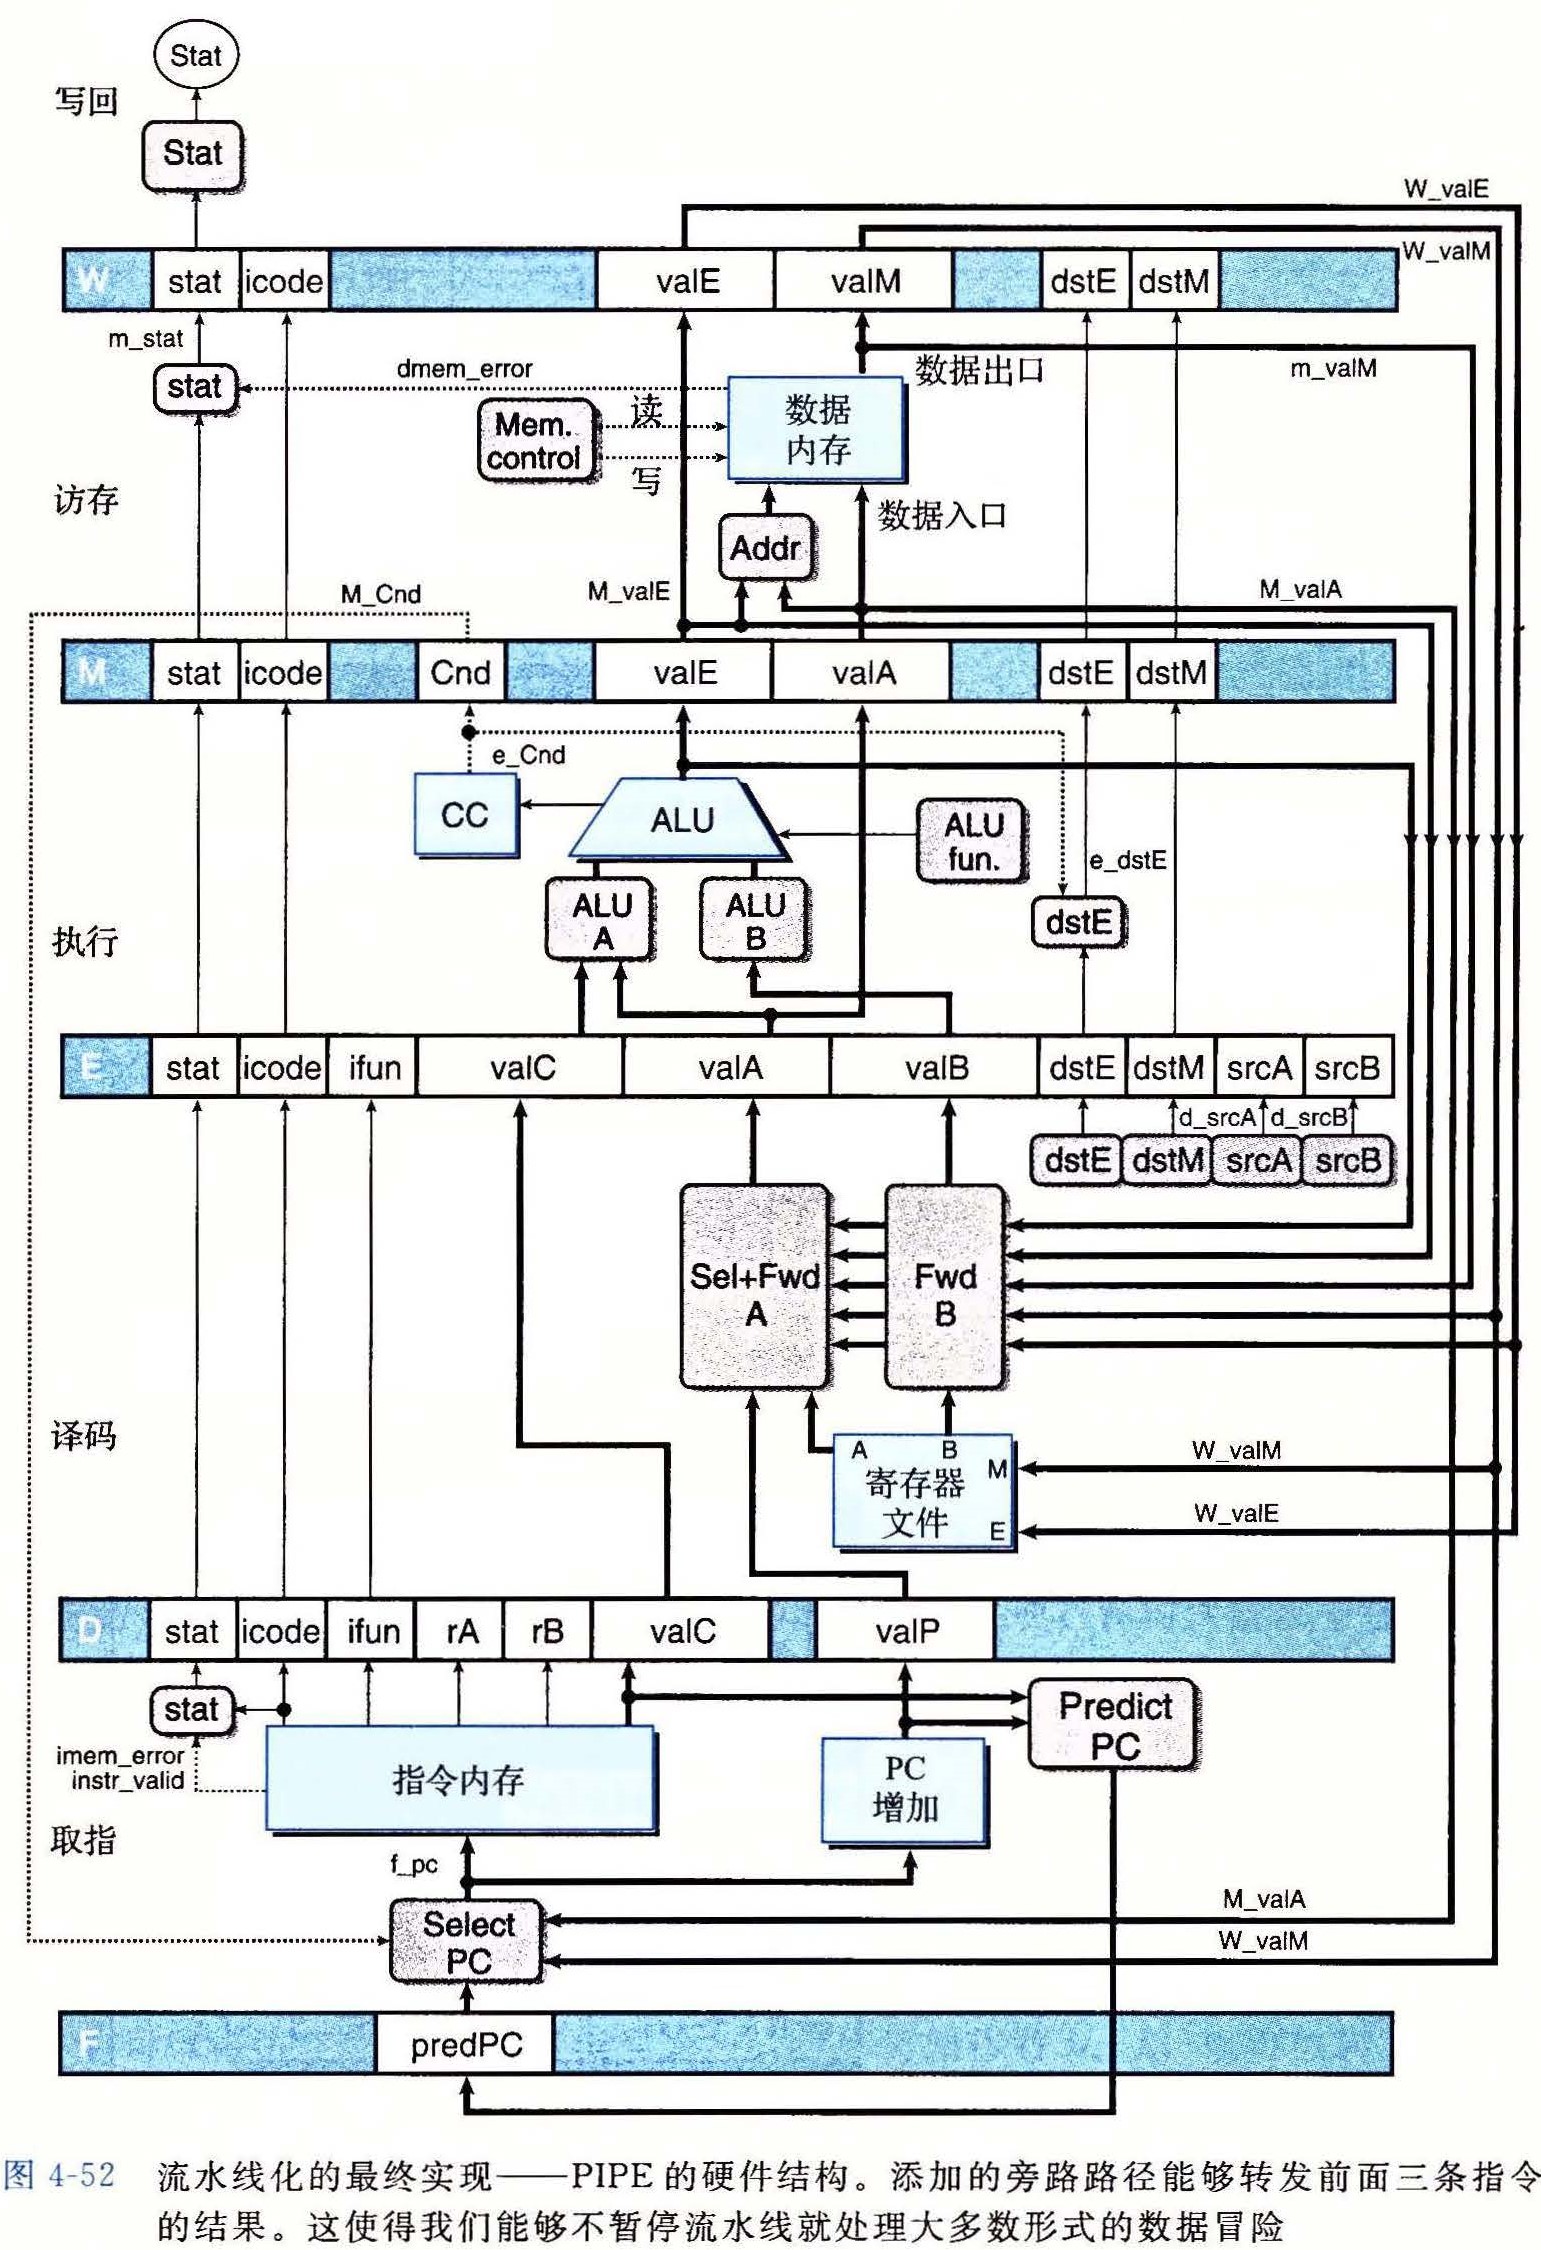 Stat
写回
Stat
W_valE
W_valM
W stat icode valE valM dstE dstM
m_stat
stat
dmem_error
数据出口
m_valM
Mem.
control
读
写
数据
内存
访存
数据入口
Addr
M_Cnd
M_valE
M_valA
M stat icode Cnd valE valA dstE dstM
e_Cnd
CC
ALU
ALU
fun.
e_dstE
ALU
A
ALU
B
dstE
执行
E stat icode ifun valC valA valB dstE dstM srcA srcB
d_srcA d_srcB
dstE dstM srcA srcB
Sel+Fwd
A
Fwd
B
译码
A B
M
E
寄存器
文件
W_valM
W_valE
D stat icode ifun rA rB valC valP
stat
Predict
PC
imem_error
instr_valid
指令内存
PC
增加
取指
f_pc
Select
PC
M_valA
W_valM
F predPC
图 4-52 流水线化的最终实现——PIPE 的硬件结构。添加的旁路路径能够转发前面三条指令
的结果。这使得我们能够不暂停流水线就处理大多数形式的数据冒险